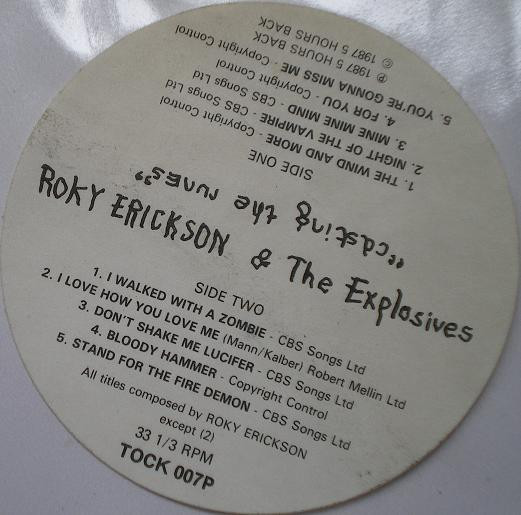 SIDE ONE
1. THE WIND AND MORE - Copyright Control
2. NIGHT OF THE VAMPIRE - CBS Songs Ltd
3. MINE MINE MIND - CBS Songs Ltd
4. FOR YOU - Copyright Control
5. YOU'RE GONNA MISS ME - Copyright Control
℗ 1987 5 HOURS BACK
© 1987 5 HOURS BACK
"casting the runes"
ROKY ERICKSON & The Explosives
SIDE TWO
1. I WALKED WITH A ZOMBIE - CBS Songs Ltd
2. I LOVE HOW YOU LOVE ME (Mann/Kalber) Robert Mellin Ltd
3. DON'T SHAKE ME LUCIFER - CBS Songs Ltd
4. BLOODY HAMMER - Copyright Control
5. STAND FOR THE FIRE DEMON - CBS Songs Ltd
All titles composed by ROKY ERICKSON
except (2)
33 1/3 RPM
TOCK 007P